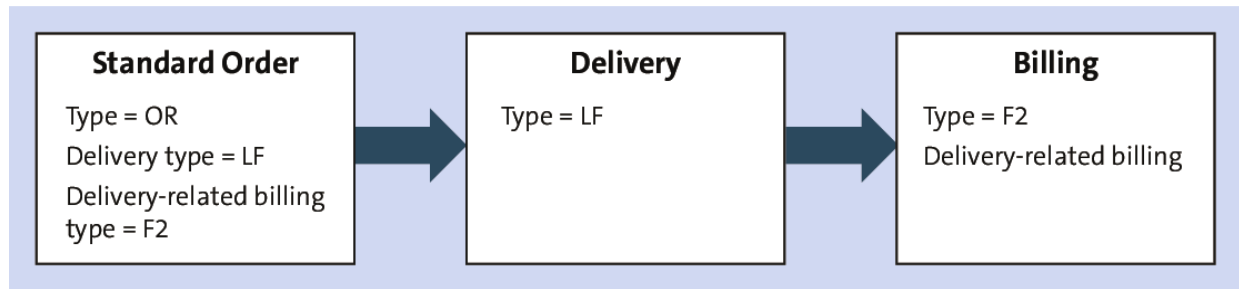 Standard Order
Type = OR
Delivery type = LF
Delivery-related billing
type = F2
Delivery
Type = LF
Billing
Type = F2
Delivery-related billing